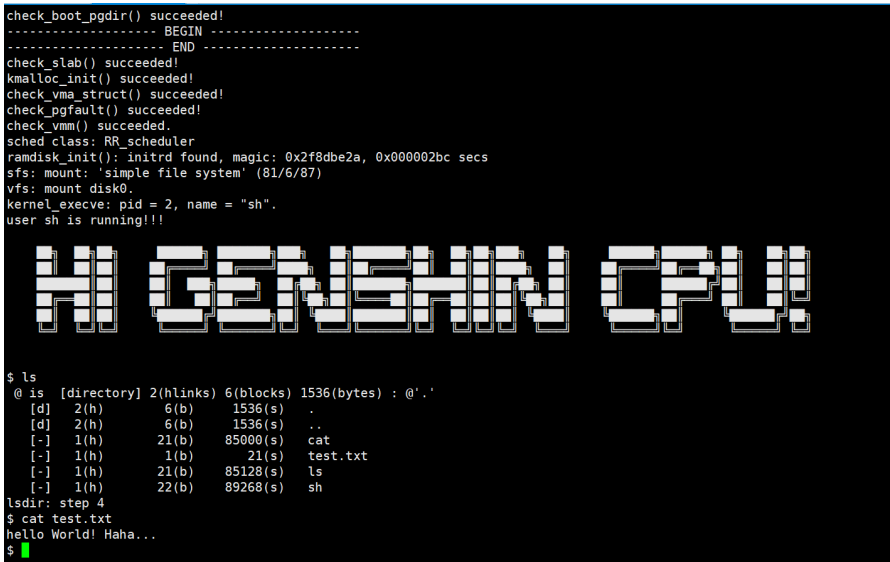 check_boot_pgdir() succeeded!
-------------------- BEGIN --------------------
--------------------- END ---------------------
check_slab() succeeded!
kmalloc_init() succeeded!
check_vma_struct() succeeded!
check_pgfault() succeeded!
check_vmm() succeeded.
sched class: RR_scheduler
ramdisk_init(): initrd found, magic: 0x2f8dbe2a, 0x000002bc secs
sfs: mount: 'simple file system' (81/6/87)
vfs: mount disk0.
kernel_execve: pid = 2, name = "sh".
user sh is running!!!
HI GENSHIN CPU!
$ ls
 @ is  [directory] 2(hlinks) 6(blocks) 1536(bytes) : @'.'
   [d]   2(h)        6(b)     1536(s)   .
   [d]   2(h)        6(b)     1536(s)   ..
   [-]   1(h)       21(b)    85000(s)   cat
   [-]   1(h)        1(b)       21(s)   test.txt
   [-]   1(h)       21(b)    85128(s)   ls
   [-]   1(h)       22(b)    89268(s)   sh
lsdir: step 4
$ cat test.txt
hello World! Haha...
$